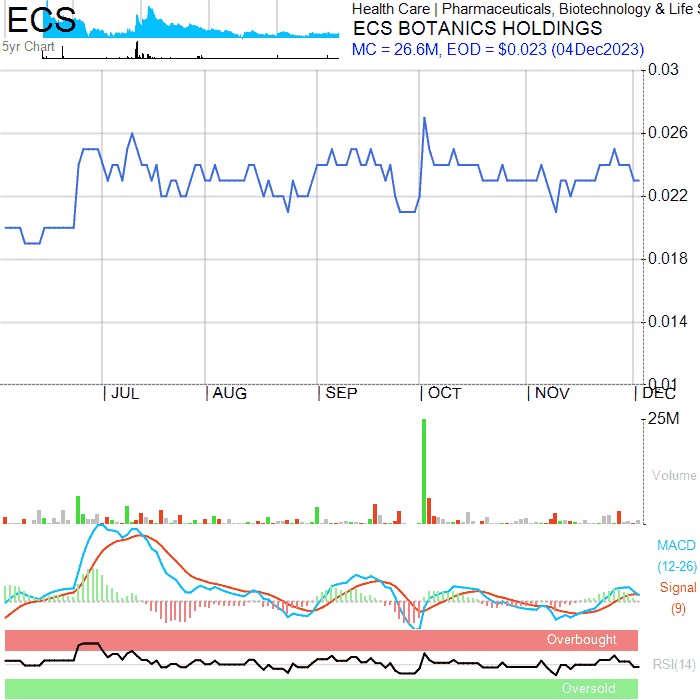 ECS
5yr Chart
Health Care | Pharmaceuticals, Biotechnology & Life S
ECS BOTANICS HOLDINGS
MC = 26.6M, EOD = $0.023 (04Dec2023)
0.03
0.026
0.022
0.018
0.014
0.01
JUL AUG SEP OCT NOV DEC
25M
Volume
MACD
(12-26)
Signal
(9)
Overbought
RSI(14)
Oversold